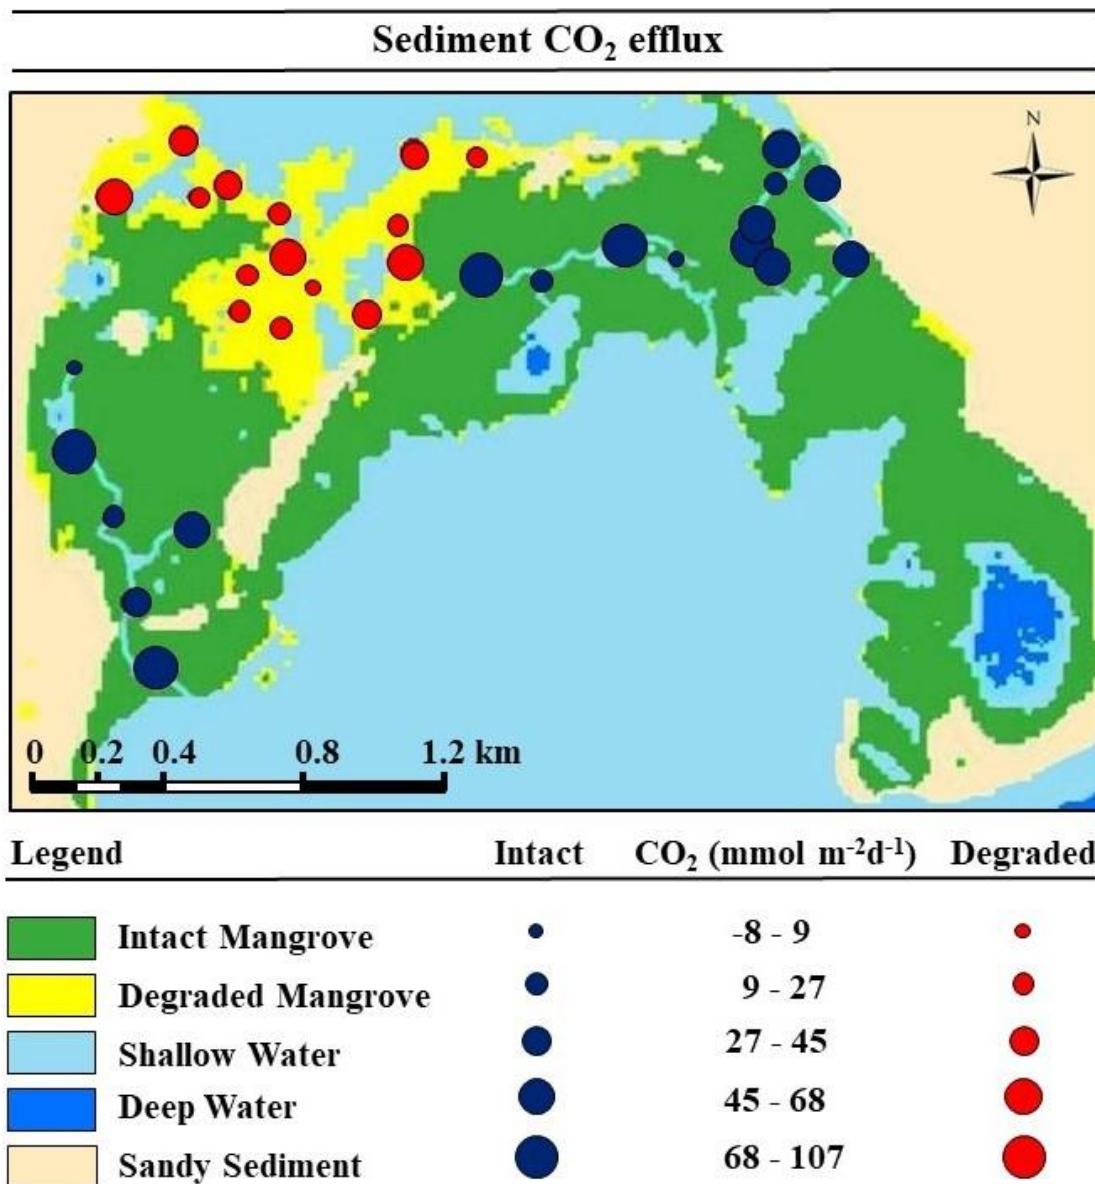 Sediment CO₂ efflux
N
0 0.2 0.4 0.8 1.2 km
Legend Intact CO₂ (mmol m⁻²d⁻¹) Degraded
Intact Mangrove -8 - 9
Degraded Mangrove 9 - 27
Shallow Water 27 - 45
Deep Water 45 - 68
Sandy Sediment 68 - 107